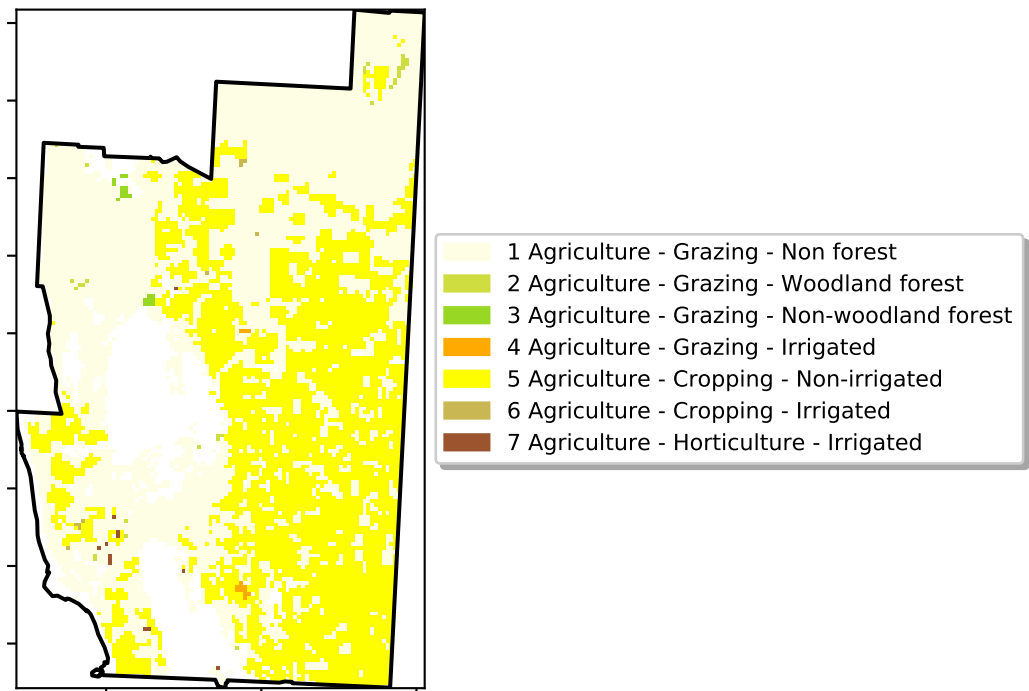 1 Agriculture - Grazing - Non forest
2 Agriculture - Grazing - Woodland forest
3 Agriculture - Grazing - Non-woodland forest
4 Agriculture - Grazing - Irrigated
5 Agriculture - Cropping - Non-irrigated
6 Agriculture - Cropping - Irrigated
7 Agriculture - Horticulture - Irrigated